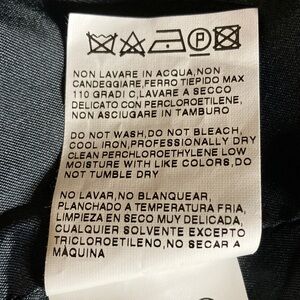 P
NON LAVARE IN ACQUA,NON
CANDEGGIARE,FERRO TIEPIDO MAX
110 GRADI C,LAVARE A SECCO
DELICATO CON PERCLOROETILENE,
NON ASCIUGARE IN TAMBURO
DO NOT WASH,DO NOT BLEACH,
COOL IRON,PROFESSIONALLY DRY
CLEAN PERCHLOROETHYLENE LOW
MOISTURE WITH LIKE COLORS,DO
NOT TUMBLE DRY
NO LAVAR,NO BLANQUEAR,
PLANCHADO A TEMPERATURA FRIA,
LIMPIEZA EN SECO MUY DELICADA,
CUALQUIER SOLVENTE EXCEPTO
TRICLOROETILENO,NO SECAR A
MÁQUINA